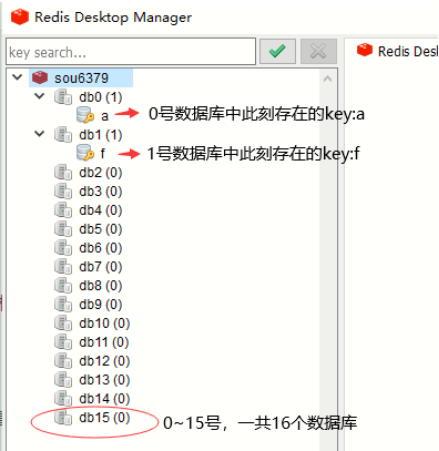 Redis Desktop Manager
key search...
Redis Des
sou6379
db0 (1)
a
0号数据库中此刻存在的key:a
db1 (1)
f
1号数据库中此刻存在的key:f
db2 (0)
db3 (0)
db4 (0)
db5 (0)
db6 (0)
db7 (0)
db8 (0)
db9 (0)
db10 (0)
db11 (0)
db12 (0)
db13 (0)
db14 (0)
db15 (0)
0~15号，一共16个数据库